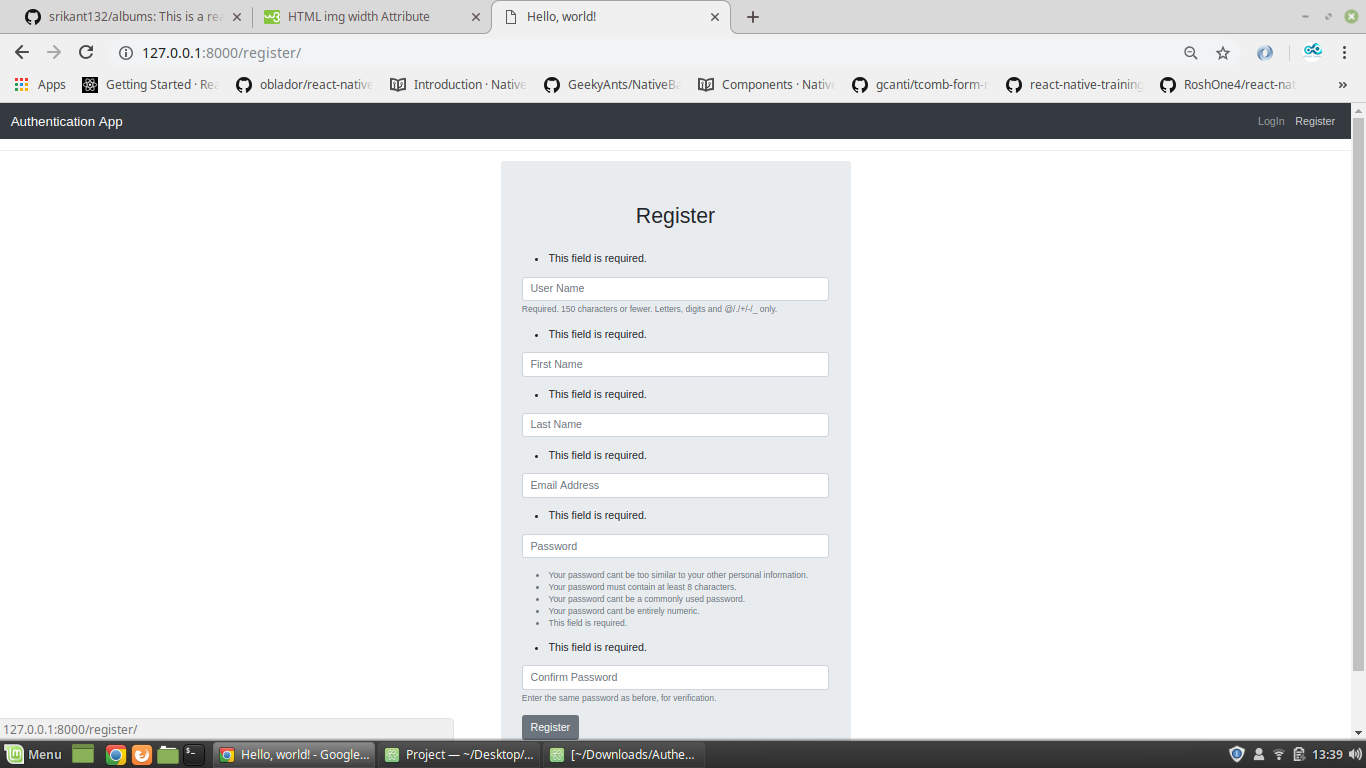 srikant132/albums: This is a rea
HTML img width Attribute
Hello, world!
127.0.0.1:8000/register/
Apps
Getting Started · Rea
oblador/react-native
Introduction · Native
GeekyAnts/NativeBa
Components · Nativ
gcanti/tcomb-form-n
react-native-training
RoshOne4/react-nat
»
Authentication App
LogIn
Register
Register
• This field is required.
User Name
Required. 150 characters or fewer. Letters, digits and @/./+/-/_ only.
• This field is required.
First Name
• This field is required.
Last Name
• This field is required.
Email Address
• This field is required.
Password
• Your password cant be too similar to your other personal information.
• Your password must contain at least 8 characters.
• Your password cant be a commonly used password.
• Your password cant be entirely numeric.
• This field is required.
• This field is required.
Confirm Password
Enter the same password as before, for verification.
Register
127.0.0.1:8000/register/
Menu
Hello, world! - Google...
Project — ~/Desktop/...
[~/Downloads/Authe...
13:39